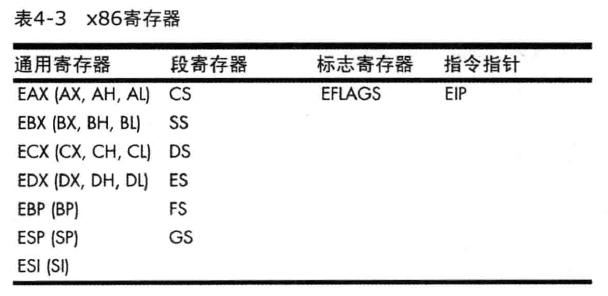 表4-3 x86寄存器
通用寄存器 段寄存器 标志寄存器 指令指针
EAX (AX, AH, AL) CS EFLAGS EIP
EBX (BX, BH, BL) SS
ECX (CX, CH, CL) DS
EDX (DX, DH, DL) ES
EBP (BP) FS
ESP (SP) GS
ESI (SI)